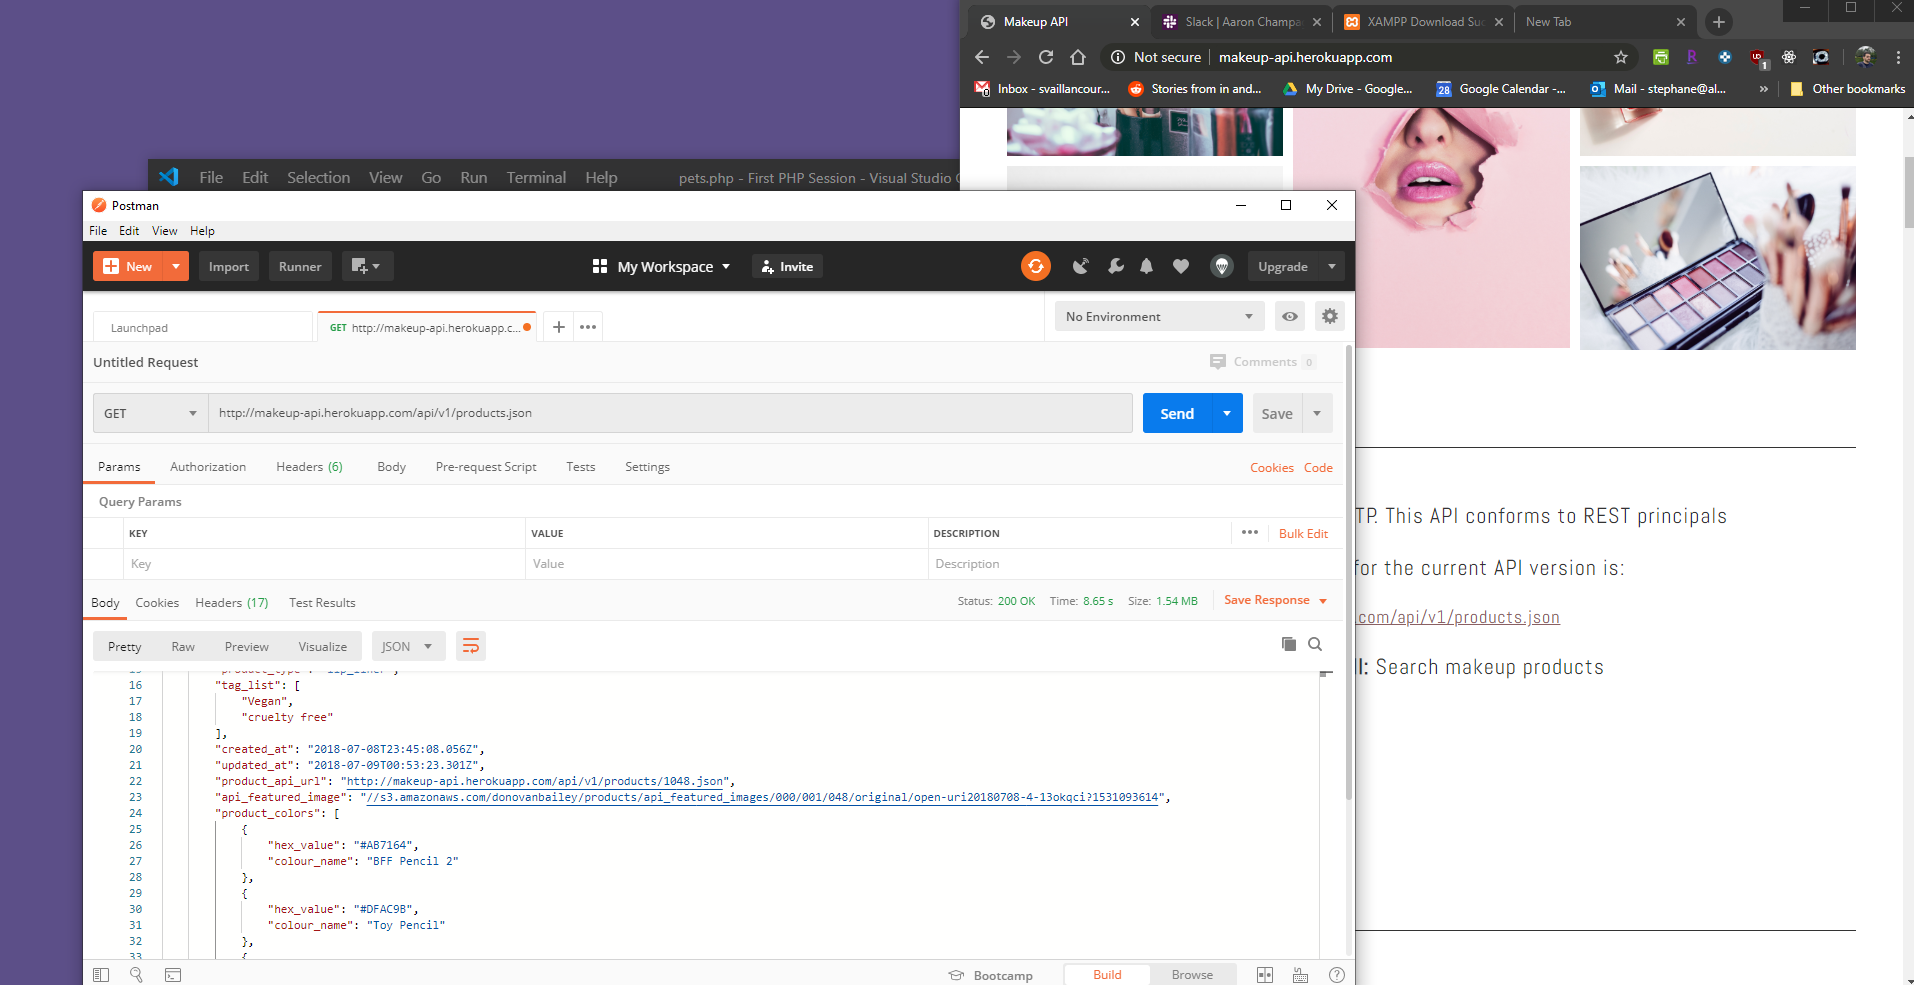 Makeup API
Slack | Aaron Champa
XAMPP Download Su
New Tab
Not secure
makeup-api.herokuapp.com
Inbox - svaillancour...
Stories from in and...
My Drive - Google...
28
Google Calendar -...
Mail - stephane@al...
»
Other bookmarks
File Edit Selection View Go Run Terminal Help
pets.php - First PHP Session - Visual Studio
Postman
File Edit View Help
New
Import
Runner
My Workspace
Invite
Upgrade
Launchpad
GET http://makeup-api.herokuapp.c...
No Environment
Untitled Request
Comments 0
GET
http://makeup-api.herokuapp.com/api/v1/products.json
Send
Save
Params Authorization Headers (6) Body Pre-request Script Tests Settings
Cookies Code
Query Params
KEY VALUE DESCRIPTION
Bulk Edit
Key Value Description
Body Cookies Headers (17) Test Results
Status: 200 OK Time: 8.65 s Size: 1.54 MB
Save Response
Pretty Raw Preview Visualize
JSON
16 "tag_list": [
17 "Vegan",
18 "cruelty free"
19 ],
20 "created_at": "2018-07-08T23:45:08.056Z",
21 "updated_at": "2018-07-09T00:53:23.301Z",
22 "product_api_url": "http://makeup-api.herokuapp.com/api/v1/products/1048.json",
23 "api_featured_image": "//s3.amazonaws.com/donovanbailey/products/api_featured_images/000/001/048/original/open-uri20180708-4-13okqci?1531093614",
24 "product_colors": [
25 {
26 "hex_value": "#AB7164",
27 "colour_name": "BFF Pencil 2"
28 },
29 {
30 "hex_value": "#DFAC9B",
31 "colour_name": "Toy Pencil"
32 },
33 {
Bootcamp
Build
Browse
TP. This API conforms to REST principals
for the current API version is:
.com/api/v1/products.json
ll: Search makeup products